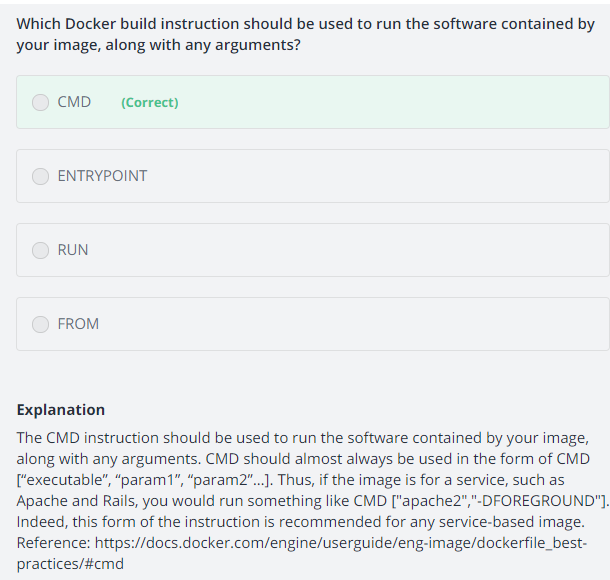 Which Docker build instruction should be used to run the software contained by
your image, along with any arguments?
CMD (Correct)
ENTRYPOINT
RUN
FROM
Explanation
The CMD instruction should be used to run the software contained by your image,
along with any arguments. CMD should almost always be used in the form of CMD
[“executable”, “param1”, “param2”...]. Thus, if the image is for a service, such as
Apache and Rails, you would run something like CMD ["apache2","-DFOREGROUND"].
Indeed, this form of the instruction is recommended for any service-based image.
Reference: https://docs.docker.com/engine/userguide/eng-image/dockerfile_best-
practices/#cmd